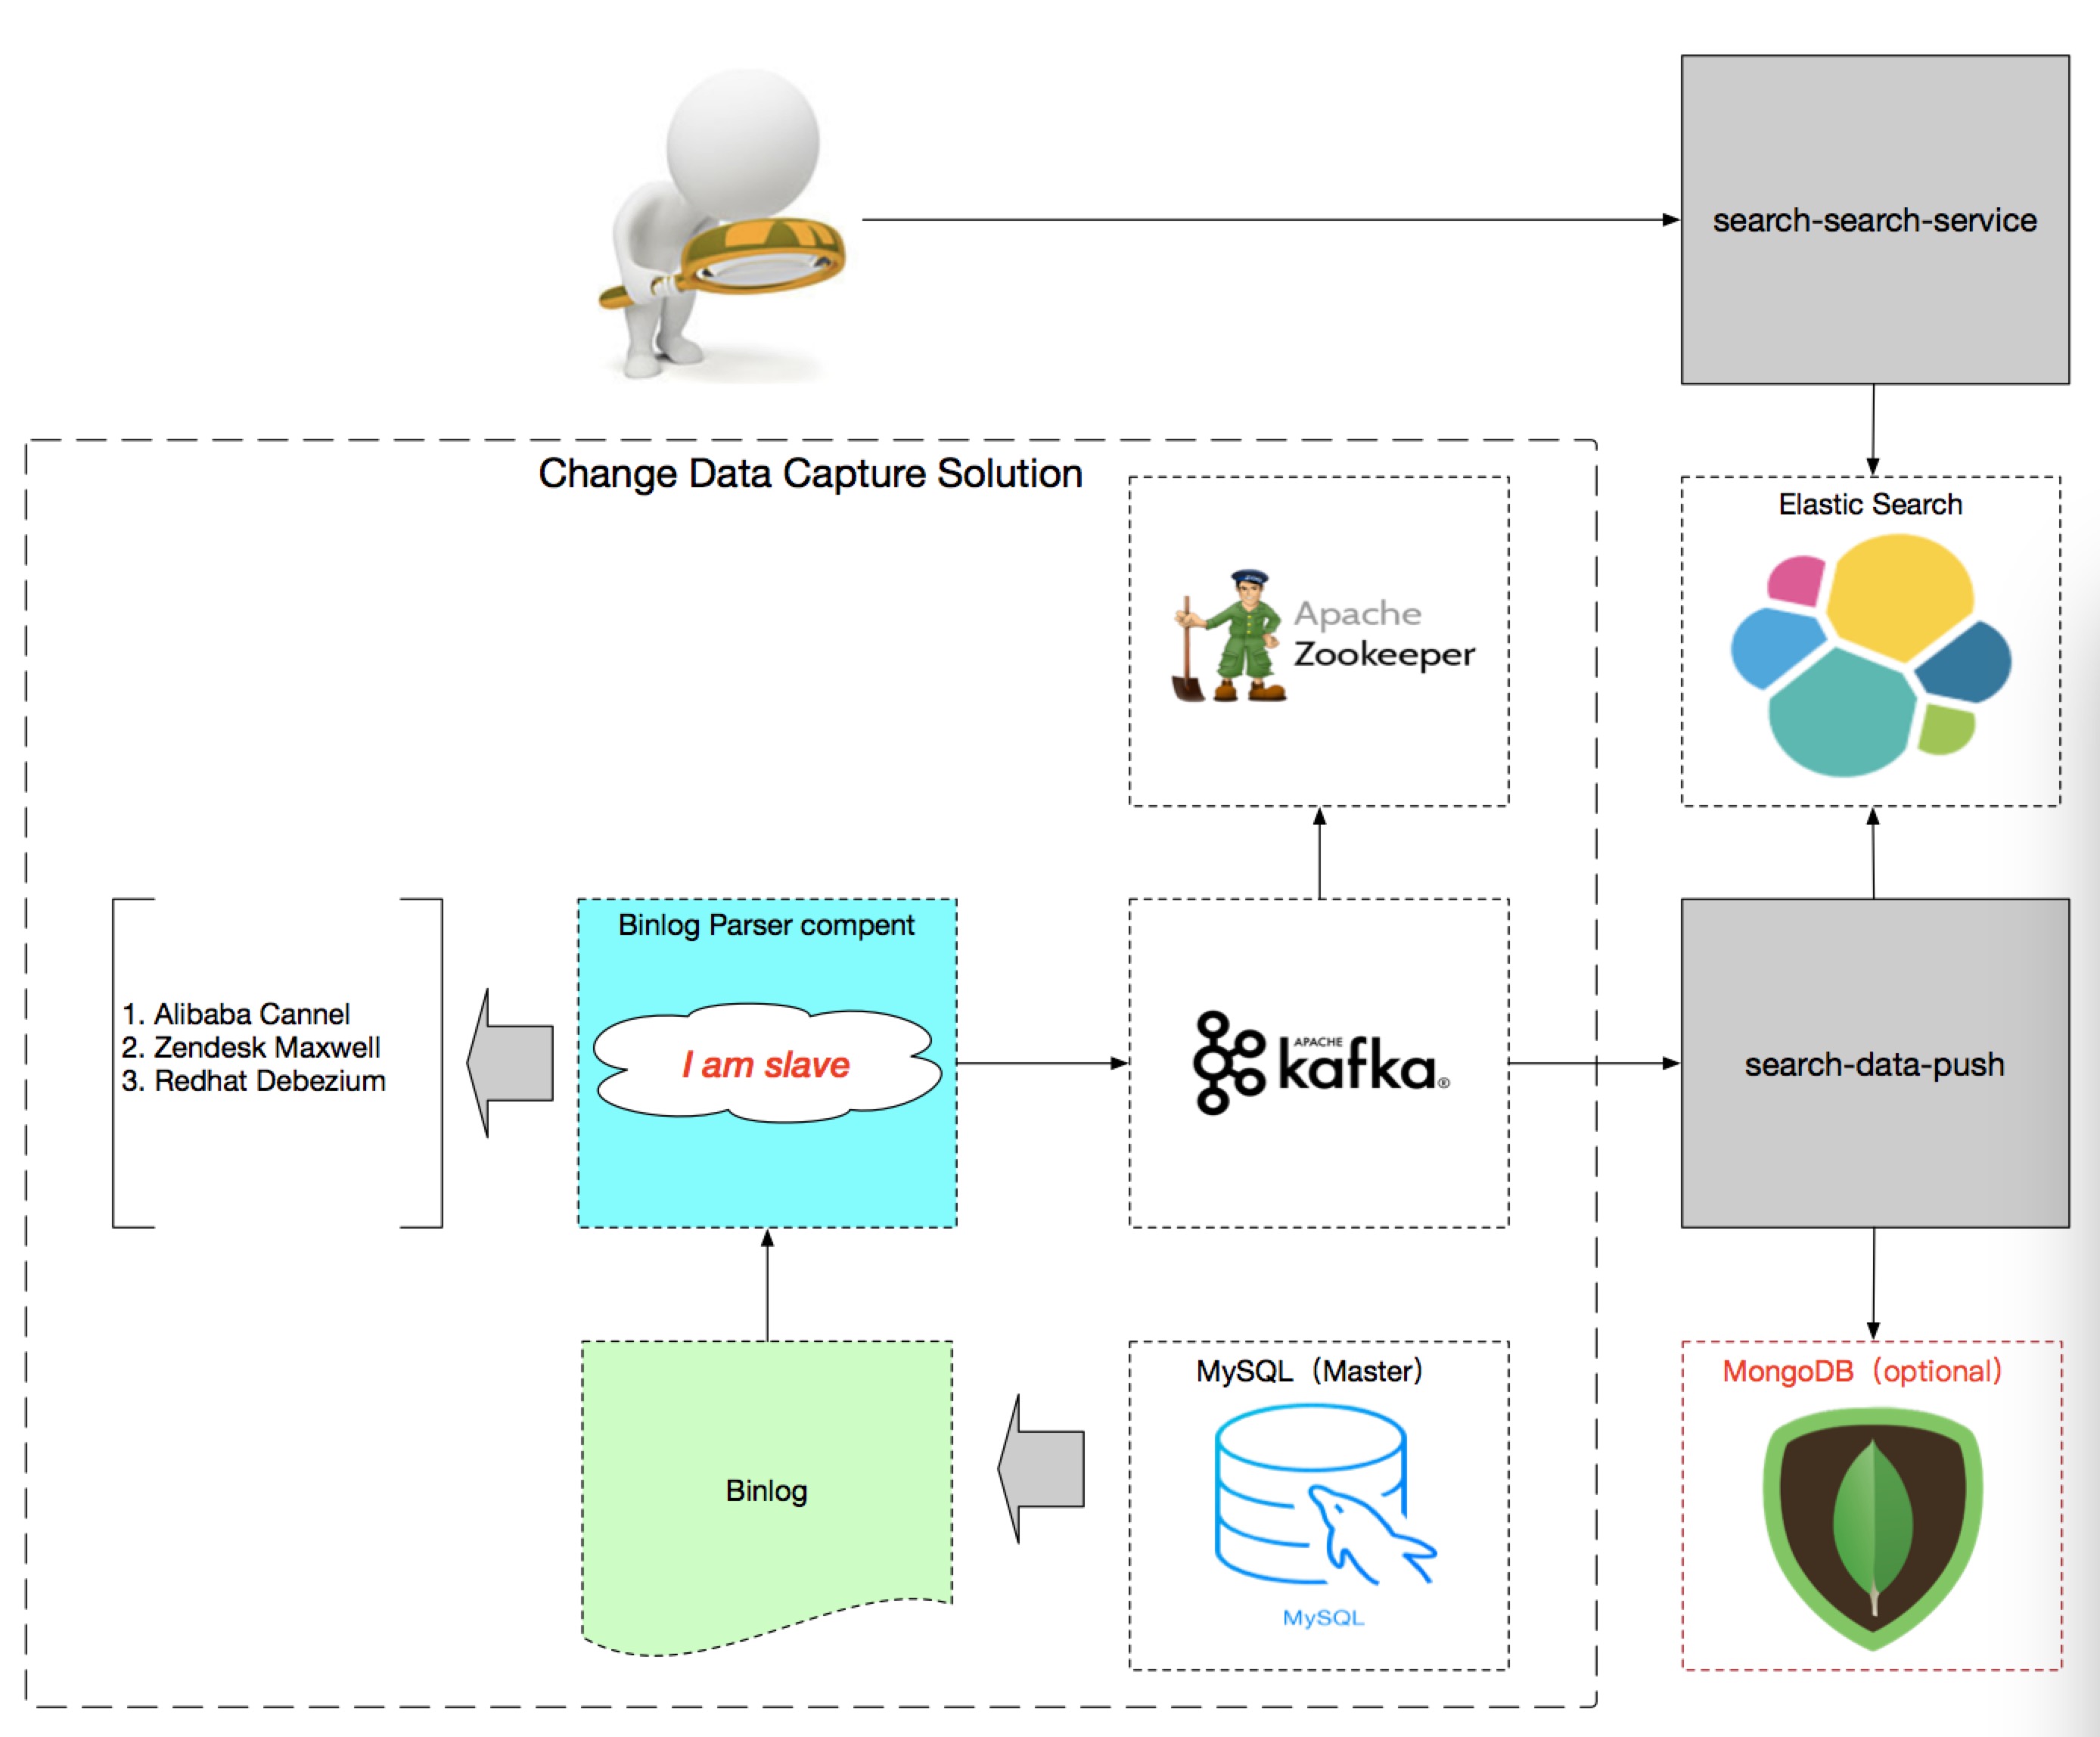 search-search-service
Change Data Capture Solution
Elastic Search
Apache
Zookeeper
Binlog Parser compent
1. Alibaba Cannel
2. Zendesk Maxwell
3. Redhat Debezium
I am slave
APACHE
kafka®
search-data-push
Binlog
MySQL（Master）
MySQL
MongoDB（optional）